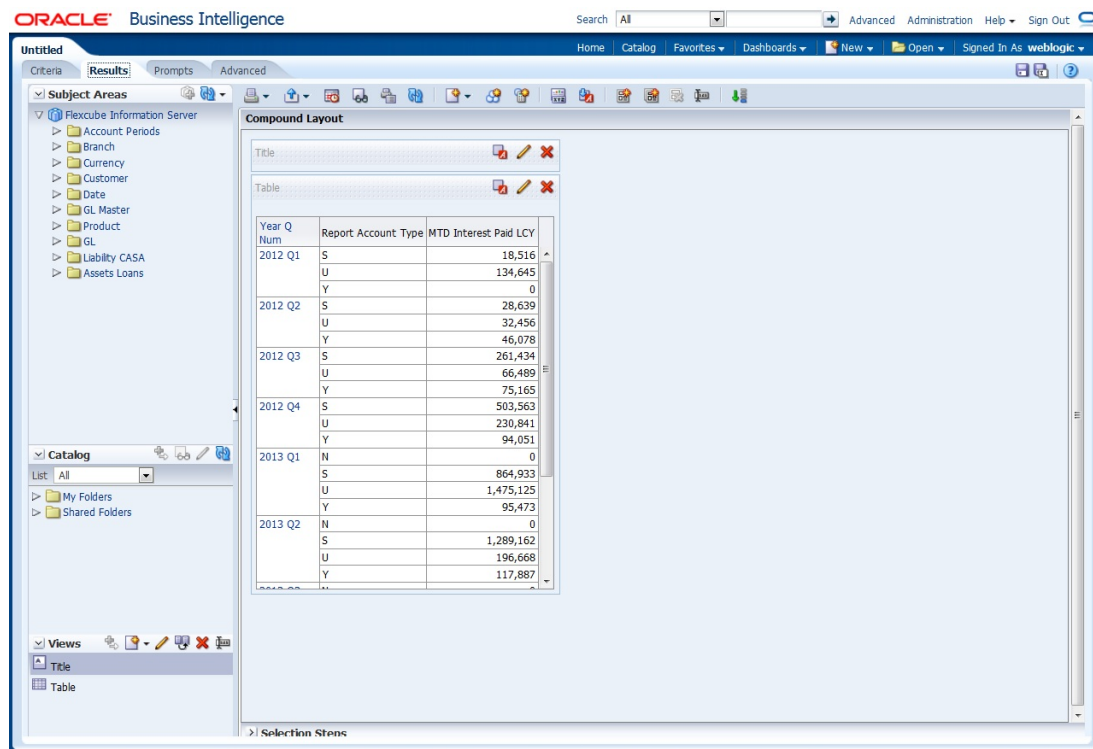 ORACLE Business Intelligence
Search All Advanced Administration Help Sign Out
Untitled
Home Catalog Favorites Dashboards New Open Signed In As weblogic
Criteria Results Prompts Advanced
Subject Areas
Flexcube Information Server
Account Periods
Branch
Currency
Customer
Date
GL Master
Product
GL
Liability CASA
Assets Loans
Catalog
List All
My Folders
Shared Folders
Views
Title
Table
Compound Layout
Title
Table
Year Q Num Report Account Type MTD Interest Paid LCY
2012 Q1 S 18,516
U 134,645
Y 0
2012 Q2 S 28,639
U 32,456
Y 46,078
2012 Q3 S 261,434
U 66,489
Y 75,165
2012 Q4 S 503,563
U 230,841
Y 94,051
2013 Q1 N 0
S 864,933
U 1,475,125
Y 95,473
2013 Q2 N 0
S 1,289,162
U 196,668
Y 117,887
Selection Steps